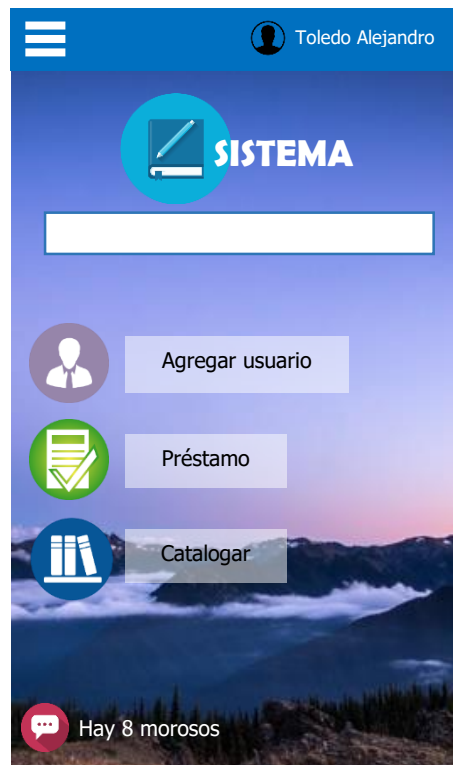 Toledo Alejandro
SISTEMA
Agregar usuario
Préstamo
Catalogar
Hay 8 morosos